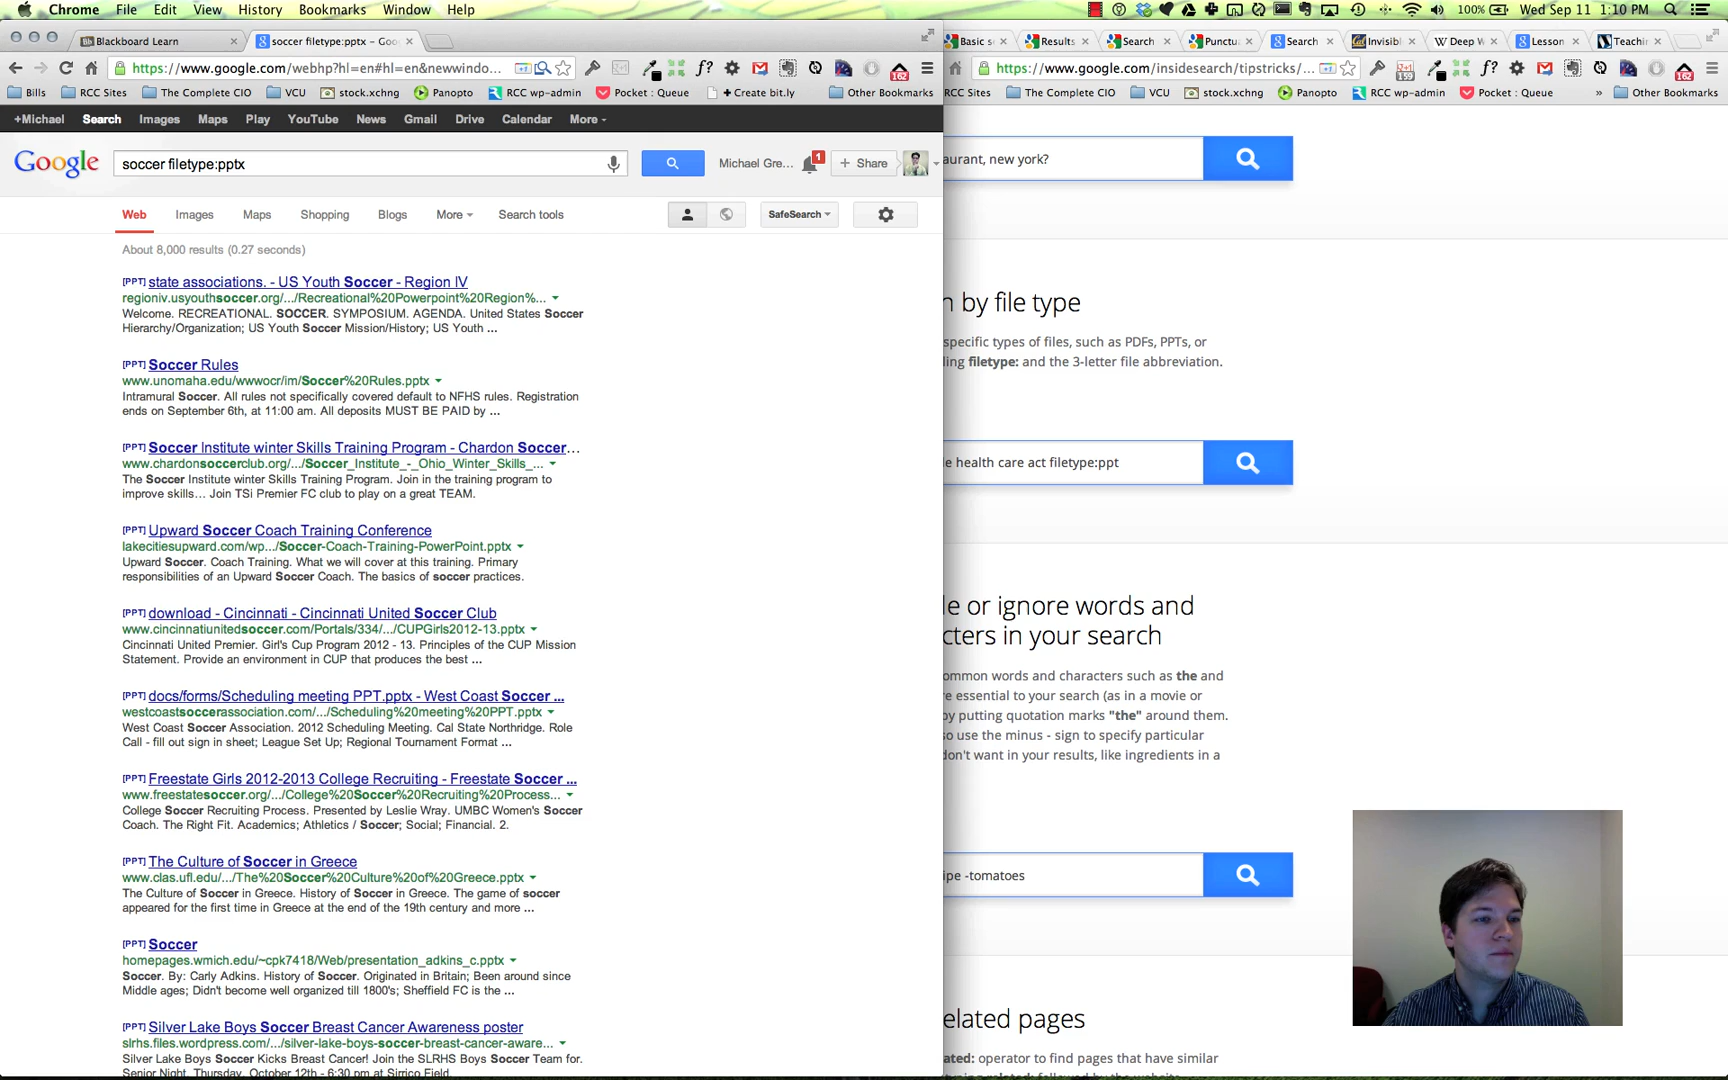 Chrome File Edit View History Bookmarks Window Help
100% Wed Sep 11 1:10 PM
Blackboard Learn
soccer filetype:pptx - Goo
Basic s
Results
Search
Punctu
Search
Invisibl
Deep W
Lesson
Teachin
https://www.google.com/webhp?hl=en#hl=en&newwindo...
162
https://www.google.com/insidesearch/tipstricks/...
159
162
Bills RCC Sites The Complete CIO VCU stock.xchng Panopto RCC wp-admin Pocket : Queue + Create bit.ly Other Bookmarks
RCC Sites The Complete CIO VCU stock.xchng Panopto RCC wp-admin Pocket : Queue » Other Bookmarks
+Michael Search Images Maps Play YouTube News Gmail Drive Calendar More
Google
soccer filetype:pptx
Michael Gre... 1 + Share
Web Images Maps Shopping Blogs More Search tools SafeSearch
About 8,000 results (0.27 seconds)
[PPT] state associations. - US Youth Soccer - Region IV
regioniv.usyouthsoccer.org/.../Recreational%20Powerpoint%20Region%...
Welcome. RECREATIONAL. SOCCER. SYMPOSIUM. AGENDA. United States Soccer
Hierarchy/Organization; US Youth Soccer Mission/History; US Youth ...
[PPT] Soccer Rules
www.unomaha.edu/wwwocr/im/Soccer%20Rules.pptx
Intramural Soccer. All rules not specifically covered default to NFHS rules. Registration
ends on September 6th, at 11:00 am. All deposits MUST BE PAID by ...
[PPT] Soccer Institute winter Skills Training Program - Chardon Soccer...
www.chardonsoccerclub.org/.../Soccer_Institute_-_Ohio_Winter_Skills_...
The Soccer Institute winter Skills Training Program. Join in the training program to
improve skills… Join TSi Premier FC club to play on a great TEAM.
[PPT] Upward Soccer Coach Training Conference
lakecitiesupward.com/wp.../Soccer-Coach-Training-PowerPoint.pptx
Upward Soccer. Coach Training. What we will cover at this training. Primary
responsibilities of an Upward Soccer Coach. The basics of soccer practices.
[PPT] download - Cincinnati - Cincinnati United Soccer Club
www.cincinnatiunitedsoccer.com/Portals/334/.../CUPGirls2012-13.pptx
Cincinnati United Premier. Girl's Cup Program 2012 - 13. Principles of the CUP Mission
Statement. Provide an environment in CUP that produces the best ...
[PPT] docs/forms/Scheduling meeting PPT.pptx - West Coast Soccer ...
westcoastsoccerassociation.com/.../Scheduling%20meeting%20PPT.pptx
West Coast Soccer Association. 2012 Scheduling Meeting. Cal State Northridge. Role
Call - fill out sign in sheet; League Set Up; Regional Tournament Format ...
[PPT] Freestate Girls 2012-2013 College Recruiting - Freestate Soccer ...
www.freestatesoccer.org/.../College%20Soccer%20Recruiting%20Process...
College Soccer Recruiting Process. Presented by Leslie Wray. UMBC Women's Soccer
Coach. The Right Fit. Academics; Athletics / Soccer; Social; Financial. 2.
[PPT] The Culture of Soccer in Greece
www.clas.ufl.edu/.../The%20Soccer%20Culture%20of%20Greece.pptx
The Culture of Soccer in Greece. History of Soccer in Greece. The game of soccer
appeared for the first time in Greece at the end of the 19th century and more ...
[PPT] Soccer
homepages.wmich.edu/~cpk7418/Web/presentation_adkins_c.pptx
Soccer. By: Carly Adkins. History of Soccer. Originated in Britain; Been around since
Middle ages; Didn't become well organized till 1800's; Sheffield FC is the ...
[PPT] Silver Lake Boys Soccer Breast Cancer Awareness poster
slrhs.files.wordpress.com/.../silver-lake-boys-soccer-breast-cancer-aware...
Silver Lake Boys Soccer Kicks Breast Cancer! Join the SLRHS Boys Soccer Team for.
Senior Night. Thursday, October 12th - 6:30 pm at Sirrico Field.
aurant, new york?
n by file type
specific types of files, such as PDFs, PPTs, or
ling filetype: and the 3-letter file abbreviation.
e health care act filetype:ppt
le or ignore words and
cters in your search
ommon words and characters such as the and
re essential to your search (as in a movie or
by putting quotation marks "the" around them.
so use the minus - sign to specify particular
don't want in your results, like ingredients in a
ipe -tomatoes
elated pages
ated: operator to find pages that have similar